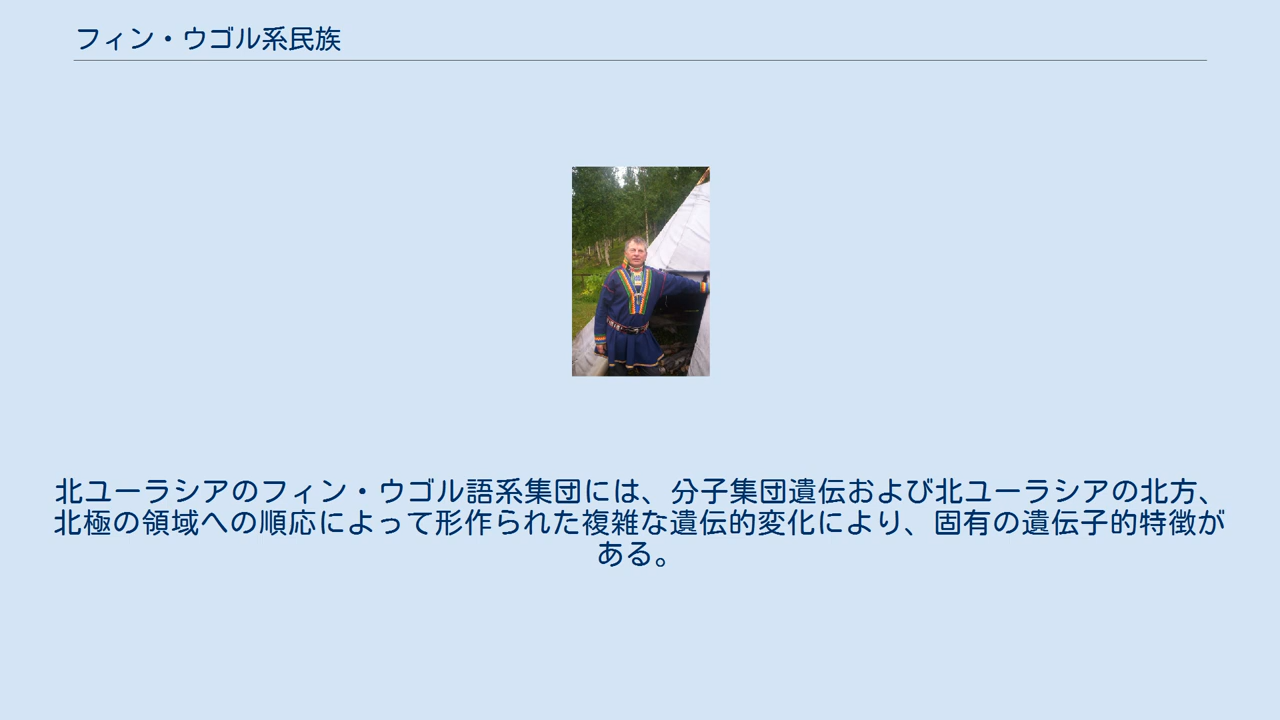 フィン・ウゴル系民族
北ユーラシアのフィン・ウゴル語系集団には、分子集団遺伝および北ユーラシアの北方、
北極の領域への順応によって形作られた複雑な遺伝的変化により、固有の遺伝子的特徴が
ある。